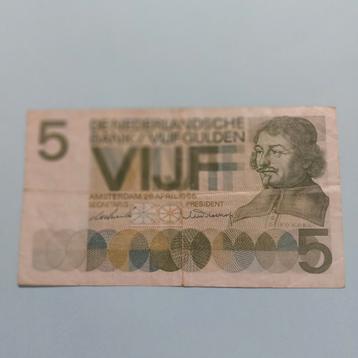 5
DE NEDERLANDSCHE
BANK / VIJF GULDEN
VIJF
AMSTERDAM 26 APRIL 1966
SECRETARIS PRESIDENT
5